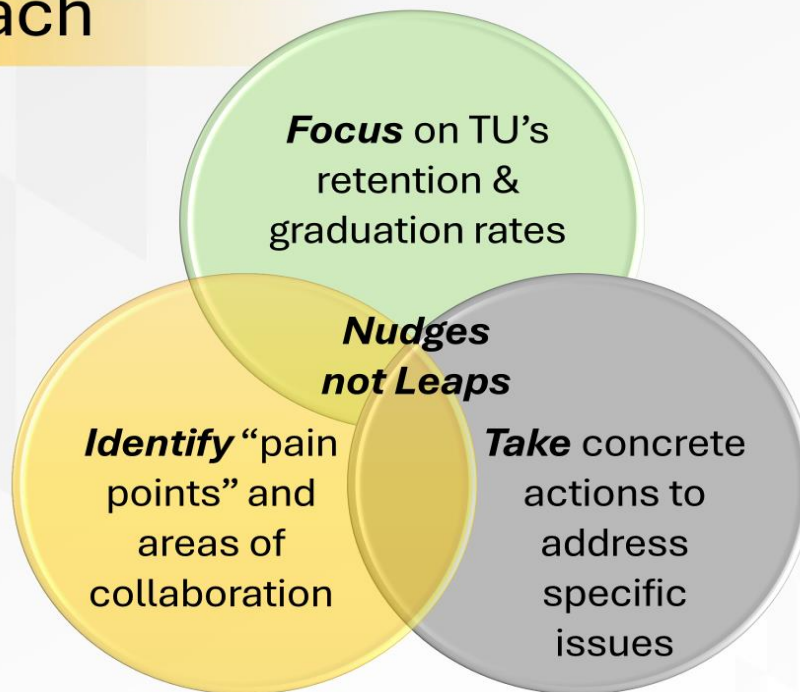 ach
Focus on TU’s
retention &
graduation rates
Nudges
not Leaps
Identify “pain
points” and
areas of
collaboration
Take concrete
actions to
address
specific
issues